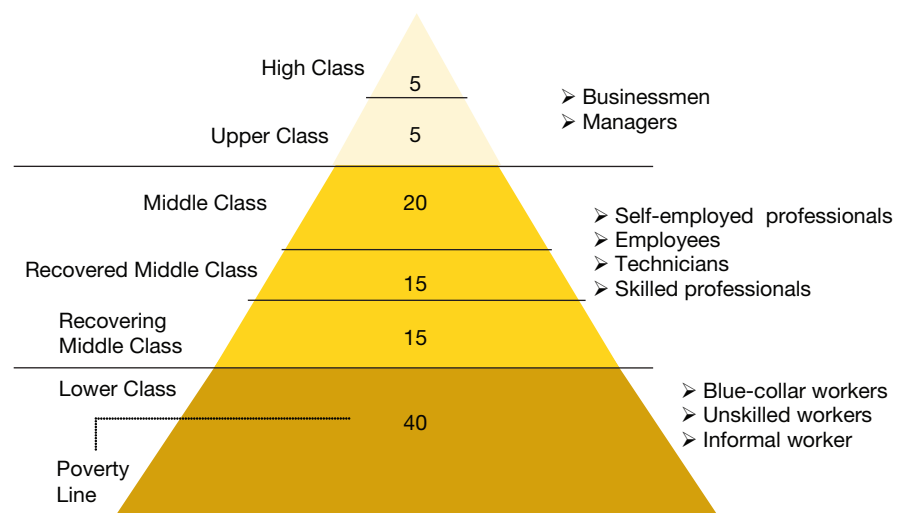 High Class
5
➢ Businessmen
➢ Managers
Upper Class
5
Middle Class
20
➢ Self-employed professionals
➢ Employees
➢ Technicians
➢ Skilled professionals
Recovered Middle Class
15
Recovering
Middle Class
15
Lower Class
40
➢ Blue-collar workers
➢ Unskilled workers
➢ Informal worker
Poverty
Line